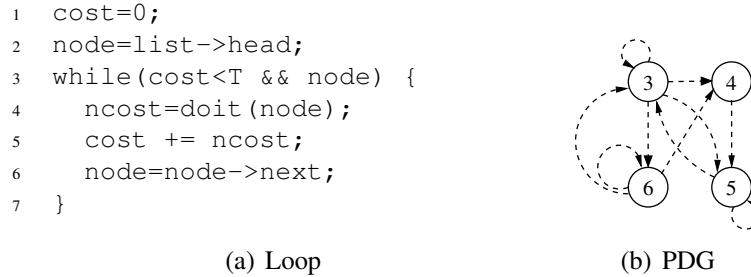 1 cost=0;
2 node=list->head;
3 while(cost<T && node) {
4 ncost=doit(node);
5 cost += ncost;
6 node=node->next;
7 }
(a) Loop
3 4
6 5
(b) PDG